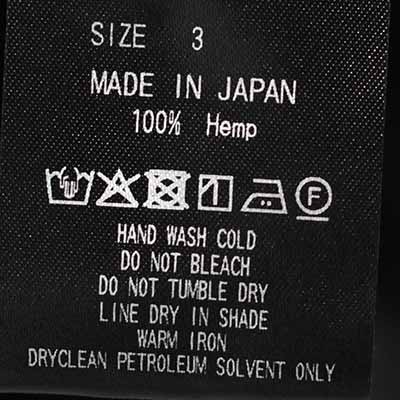 SIZE 3
MADE IN JAPAN
100% Hemp
F
HAND WASH COLD
DO NOT BLEACH
DO NOT TUMBLE DRY
LINE DRY IN SHADE
WARM IRON
DRYCLEAN PETROLEUM SOLVENT ONLY